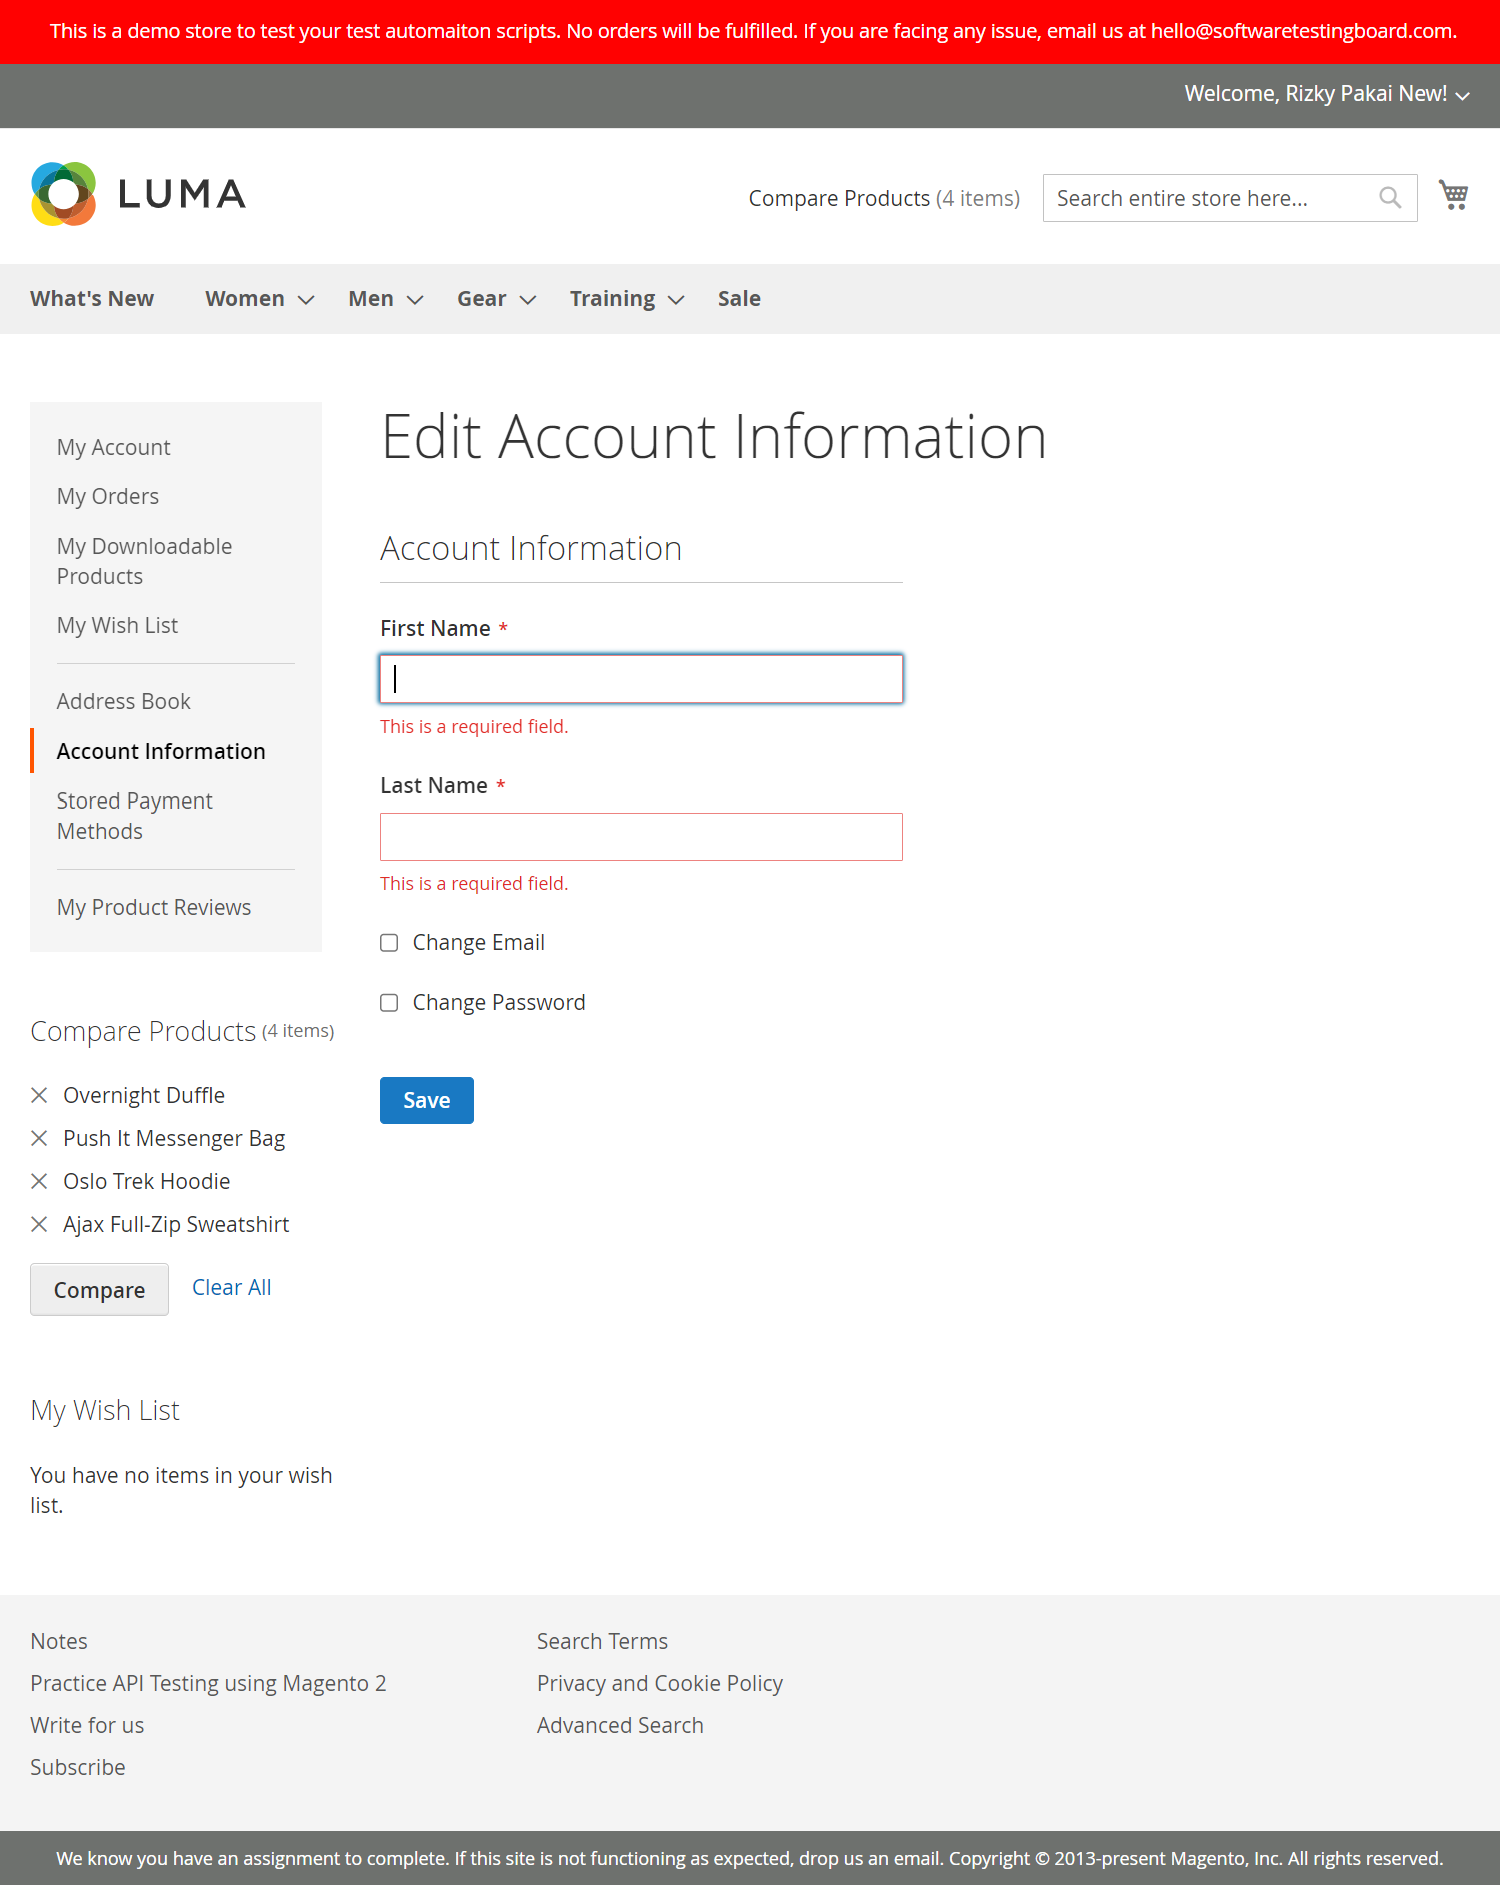 This is a demo store to test your test automaiton scripts. No orders will be fulfilled. If you are facing any issue, email us at hello@softwaretestingboard.com.
Welcome, Rizky Pakai New!
LUMA
Compare Products (4 items)
Search entire store here...
What's New
Women
Men
Gear
Training
Sale
My Account
My Orders
My Downloadable
Products
My Wish List
Address Book
Account Information
Stored Payment
Methods
My Product Reviews
Compare Products (4 items)
Overnight Duffle
Push It Messenger Bag
Oslo Trek Hoodie
Ajax Full-Zip Sweatshirt
Compare
Clear All
My Wish List
You have no items in your wish
list.
Edit Account Information
Account Information
First Name *
This is a required field.
Last Name *
This is a required field.
Change Email
Change Password
Save
Notes
Practice API Testing using Magento 2
Write for us
Subscribe
Search Terms
Privacy and Cookie Policy
Advanced Search
We know you have an assignment to complete. If this site is not functioning as expected, drop us an email. Copyright © 2013-present Magento, Inc. All rights reserved.